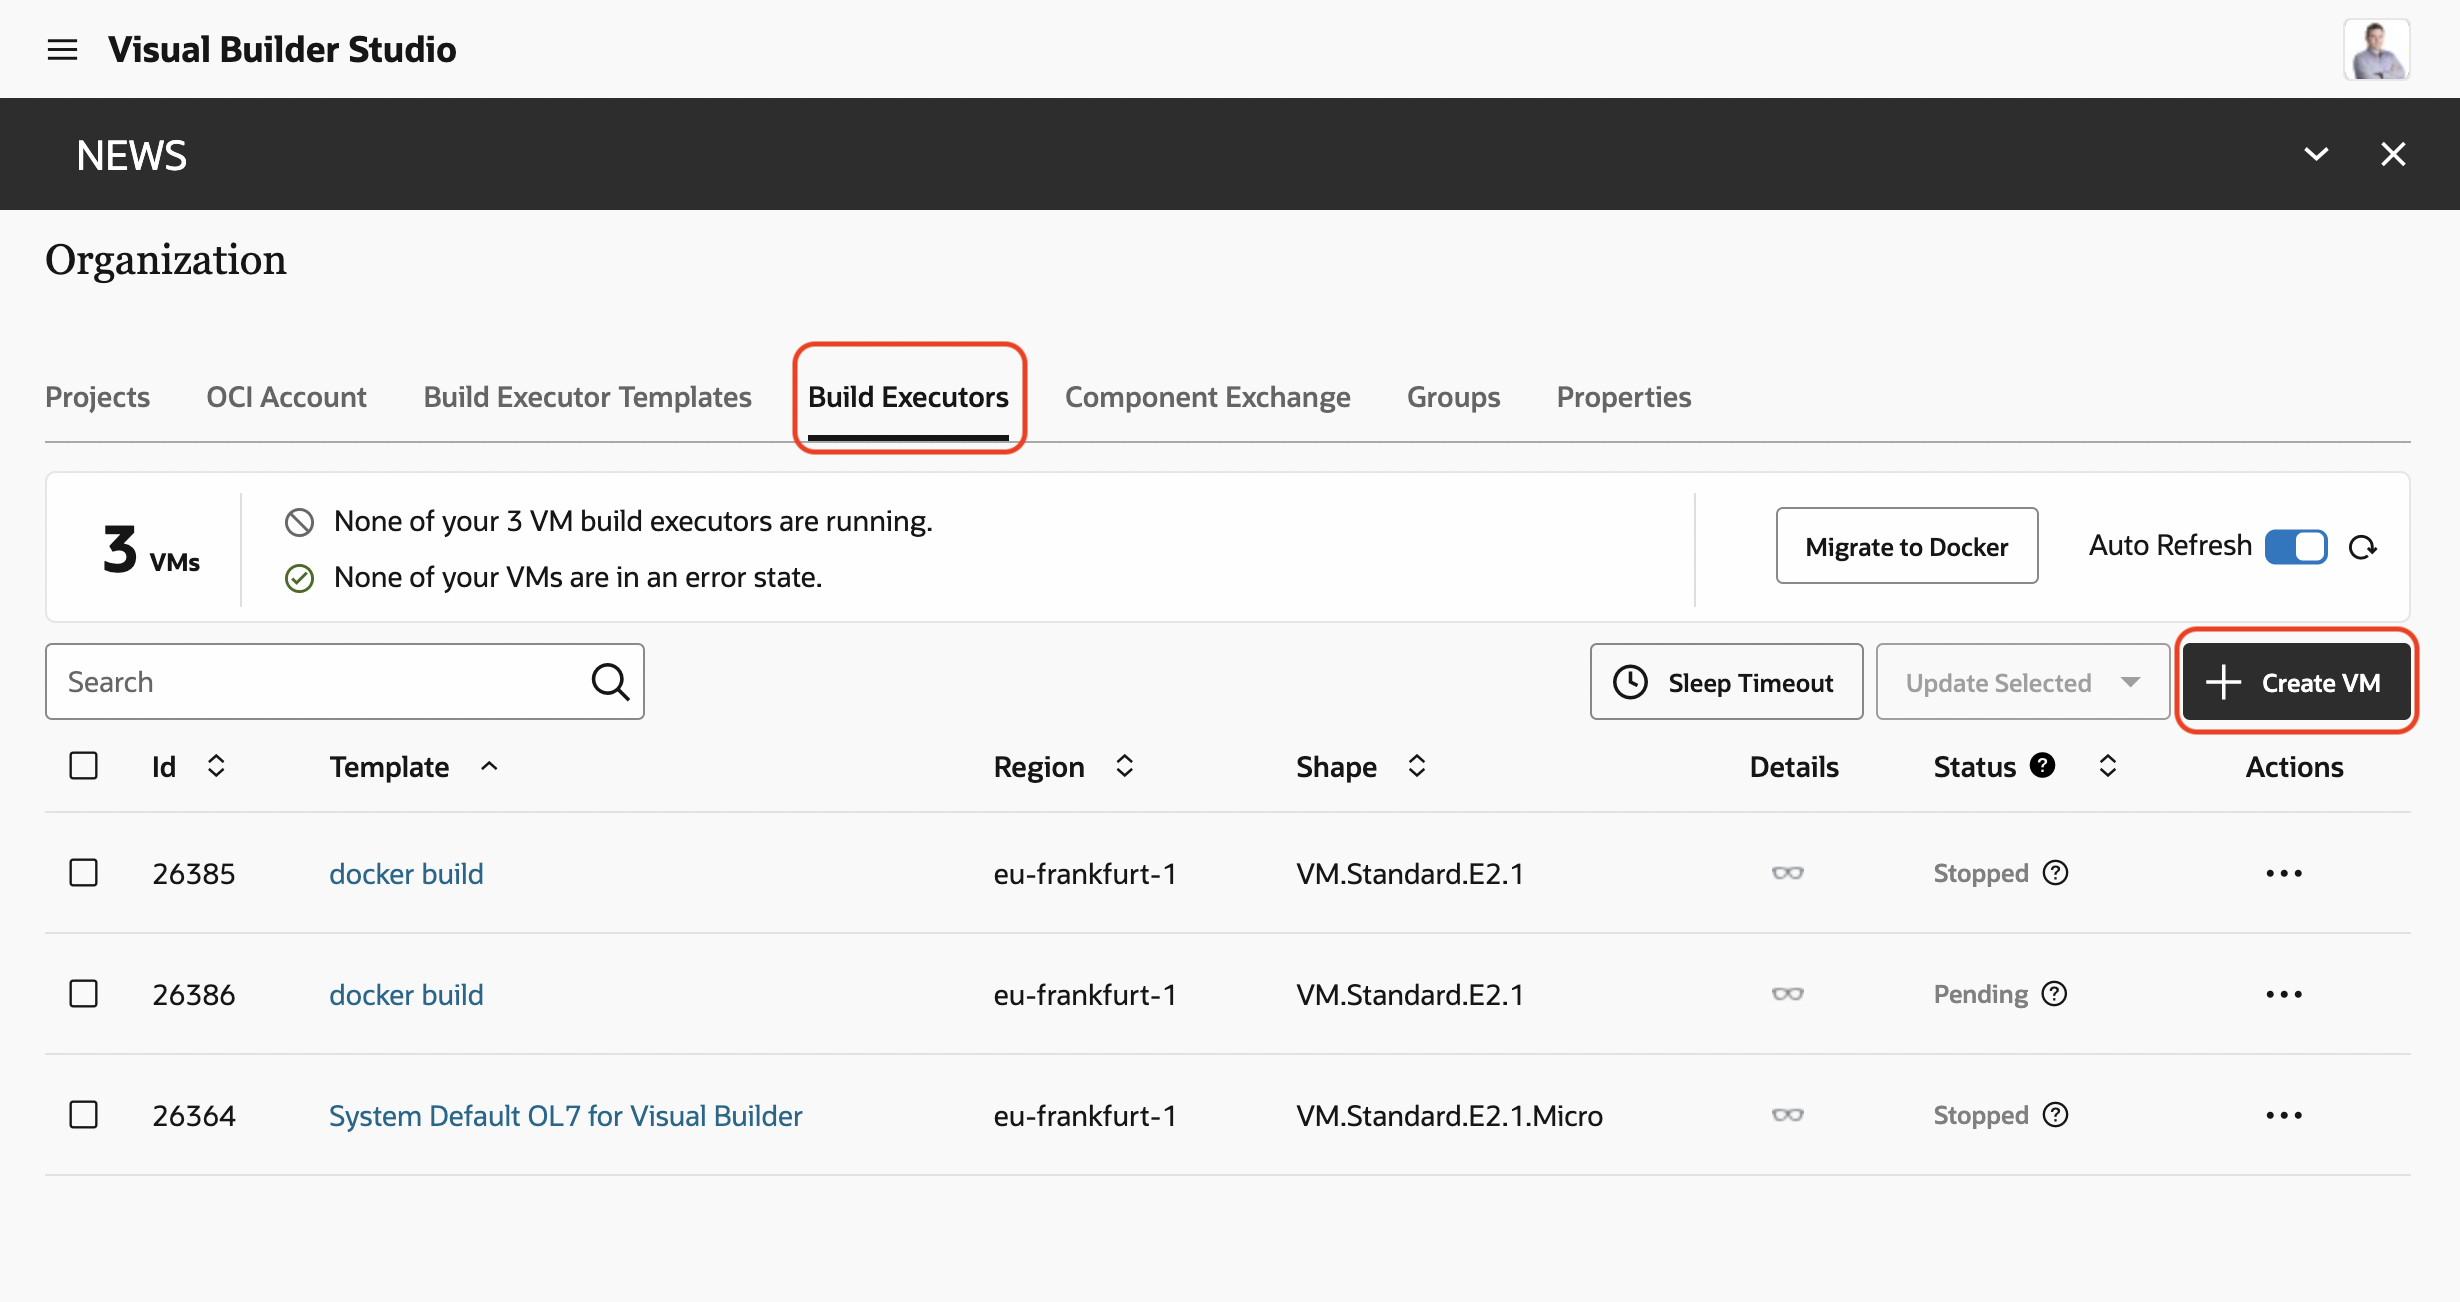 Visual Builder Studio
NEWS
Organization
Projects OCI Account Build Executor Templates Build Executors Component Exchange Groups Properties
3 VMs
None of your 3 VM build executors are running.
None of your VMs are in an error state.
Migrate to Docker
Auto Refresh
Search
Sleep Timeout
Update Selected
Create VM
Id Template Region Shape Details Status ? Actions
26385 docker build eu-frankfurt-1 VM.Standard.E2.1 Stopped ? ...
26386 docker build eu-frankfurt-1 VM.Standard.E2.1 Pending ? ...
26364 System Default OL7 for Visual Builder eu-frankfurt-1 VM.Standard.E2.1.Micro Stopped ? ...